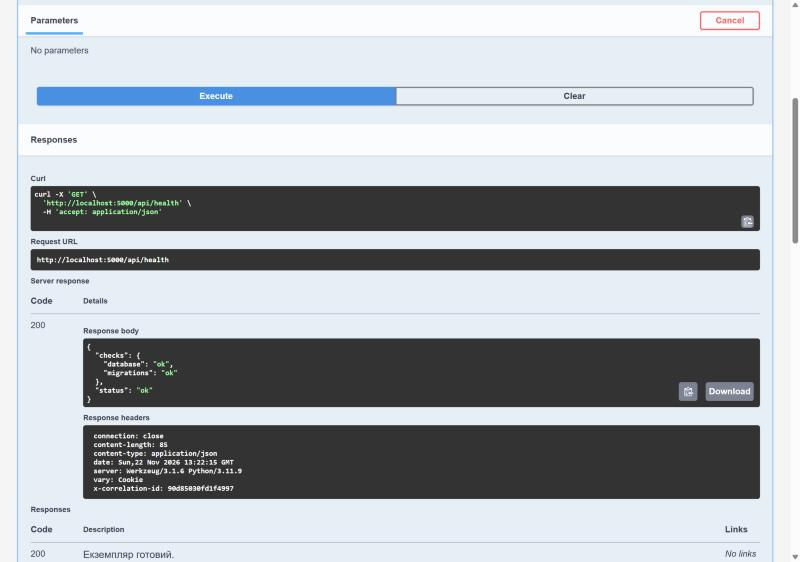 Parameters
Cancel
No parameters
Execute
Clear
Responses
Curl
curl -X 'GET' \
'http://localhost:5000/api/health' \
-H 'accept: application/json'
Request URL
http://localhost:5000/api/health
Server response
Code Details
200
Response body
{
"checks": {
"database": "ok",
"migrations": "ok"
},
"status": "ok"
}
Download
Response headers
connection: close
content-length: 85
content-type: application/json
date: Sun,22 Nov 2026 13:22:15 GMT
server: Werkzeug/3.1.6 Python/3.11.9
vary: Cookie
x-correlation-id: 90d85030fd1f4997
Responses
Code Description Links
200 Екземпляр готовий. No links